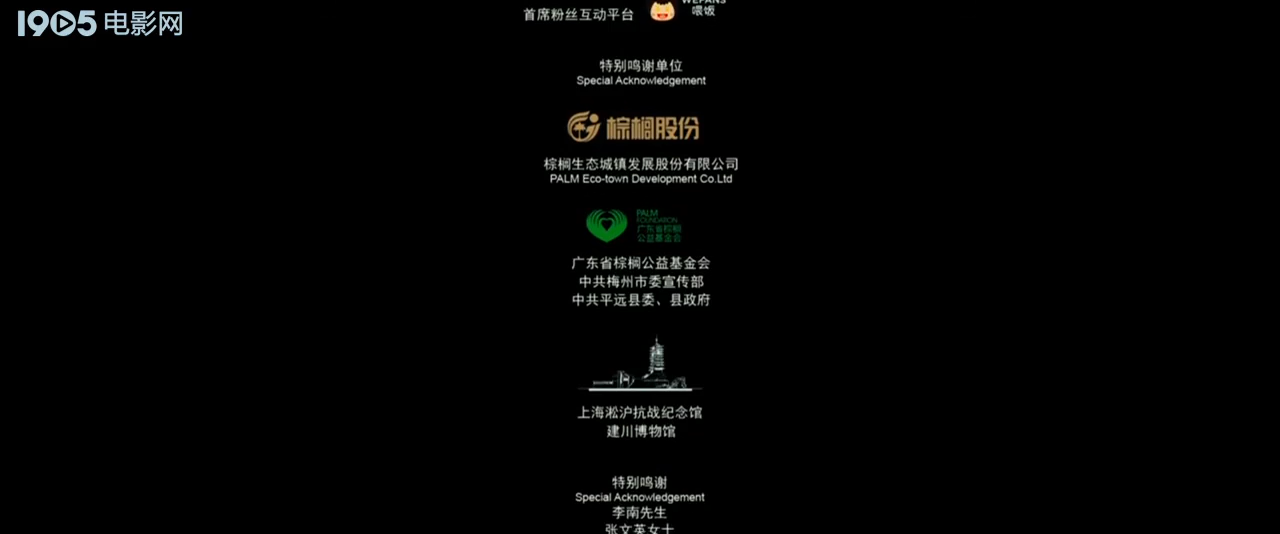 1905电影网
WEFANS
首席粉丝互动平台
喂饭
特别鸣谢单位
Special Acknowledgement
棕榈股份
棕榈生态城镇发展股份有限公司
PALM Eco-town Development Co.Ltd
PALM
FOUNDATION
广东省棕榈
公益基金会
广东省棕榈公益基金会
中共梅州市委宣传部
中共平远县委、县政府
上海淞沪抗战纪念馆
建川博物馆
特别鸣谢
Special Acknowledgement
李南先生
张文英女士